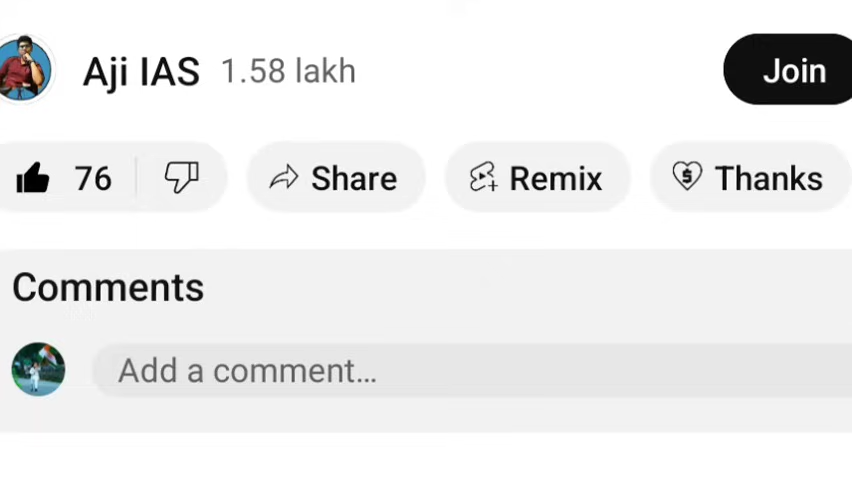 Aji IAS 1.58 lakh Join
76 Share Remix Thanks
Comments
Add a comment...